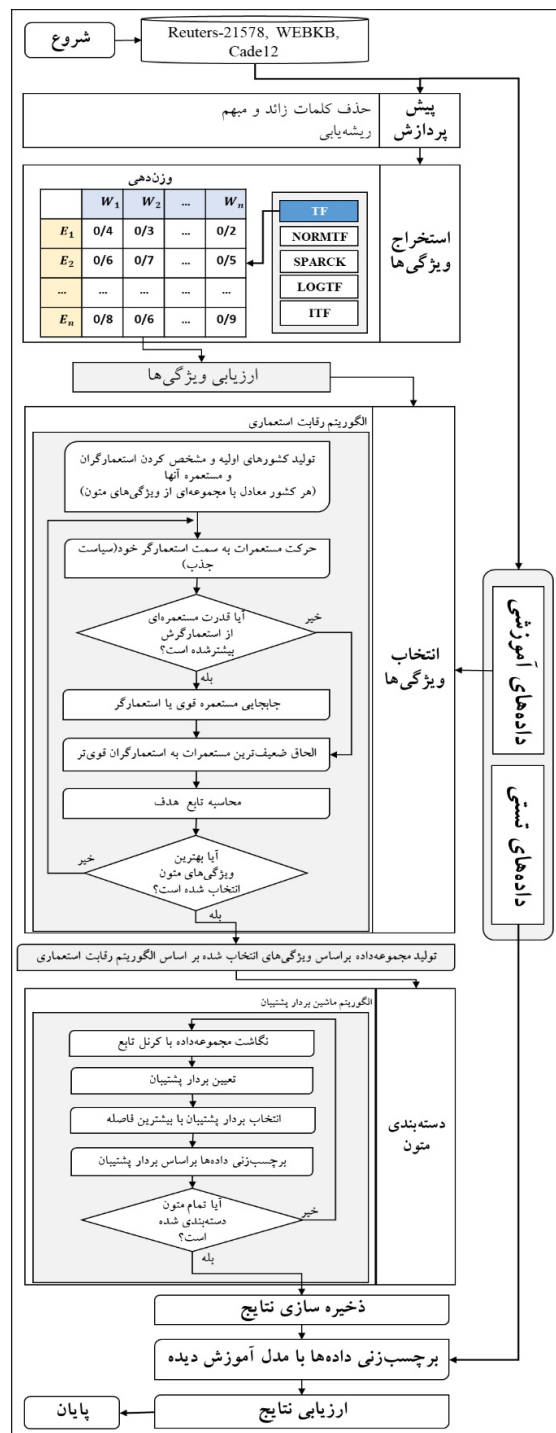 شروع
Reuters-21578, WEBKB,
Cade12
پیش
پردازش
حذف کلمات زائد و مبهم
ریشه‌یابی
استخراج
ویژگی‌ها
وزن‌دهی
W1 W2 ... Wn
E1 0/4 0/3 ... 0/2
E2 0/6 0/7 ... 0/5
... ... ... ... ...
En 0/8 0/6 ... 0/9
TF
NORMTF
SPARCK
LOGTF
ITF
ارزیابی ویژگی‌ها
انتخاب
ویژگی‌ها
الگوریتم رقابت استعماری
تولید کشورهای اولیه و مشخص کردن استعمارگران
و مستعمره آنها
(هر کشور معادل با مجموعه‌ای از ویژگی‌های متون)
حرکت مستعمرات به سمت استعمارگر خود(سیاست
جذب)
آیا قدرت مستعمره‌ای
از استعمارگرش
بیشترشده است؟
خیر
بله
جابجایی مستعمره قوی با استعمارگر
الحاق ضعیف‌ترین مستعمرات به استعمارگران قوی‌تر
محاسبه تابع هدف
آیا بهترین
ویژگی‌های متون
انتخاب شده است؟
خیر
بله
داده‌های آموزشی
داده‌های تستی
تولید مجموعه‌داده براساس ویژگی‌های انتخاب شده بر اساس الگوریتم رقابت استعماری
دسته‌بندی
متون
الگوریتم ماشین بردار پشتیبان
نگاشت مجموعه‌داده با کرنل تابع
تعیین بردار پشتیبان
انتخاب بردار پشتیبان با بیشترین فاصله
برچسب‌زنی داده‌ها براساس بردار پشتیبان
آیا تمام متون
دسته‌بندی شده
است؟
خیر
بله
ذخیره سازی نتایج
برچسب‌زنی داده‌ها با مدل آموزش دیده
ارزیابی نتایج
پایان